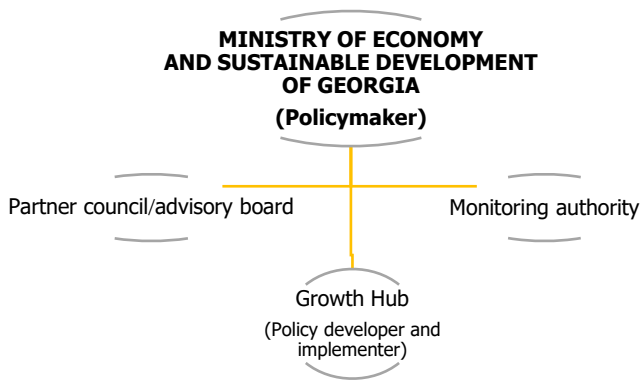 MINISTRY OF ECONOMY
AND SUSTAINABLE DEVELOPMENT
OF GEORGIA
(Policymaker)
Partner council/advisory board
Monitoring authority
Growth Hub
(Policy developer and
implementer)